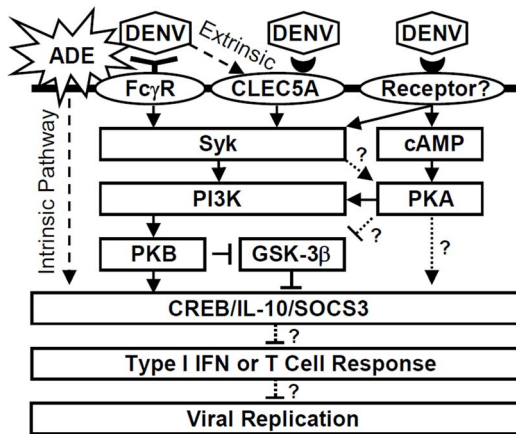 DENV Extrinsic DENV DENV
ADE
FcγR CLEC5A Receptor?
Syk cAMP
?
Intrinsic Pathway
PI3K PKA
? ?
PKB GSK-3β
CREB/IL-10/SOCS3
?
Type I IFN or T Cell Response
?
Viral Replication